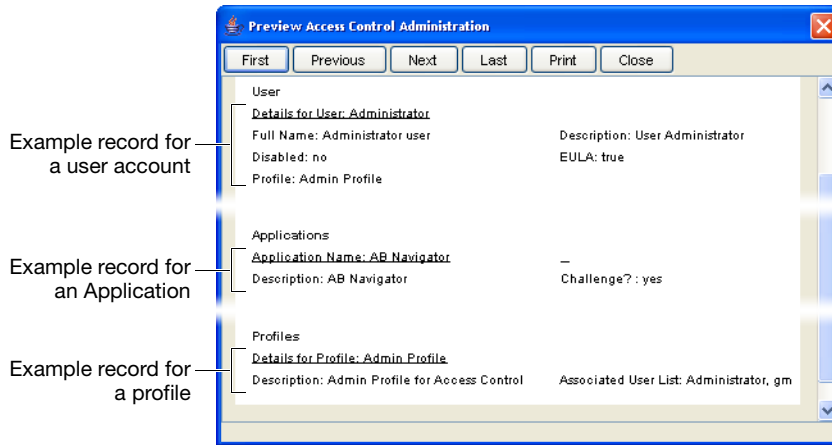 Preview Access Control Administration
First Previous Next Last Print Close
User
Details for User: Administrator
Full Name: Administrator user Description: User Administrator
Disabled: no EULA: true
Profile: Admin Profile
Example record for
a user account
Applications
Application Name: AB Navigator _
Description: AB Navigator Challenge? : yes
Example record for
an Application
Profiles
Details for Profile: Admin Profile
Description: Admin Profile for Access Control Associated User List: Administrator, gm
Example record for
a profile